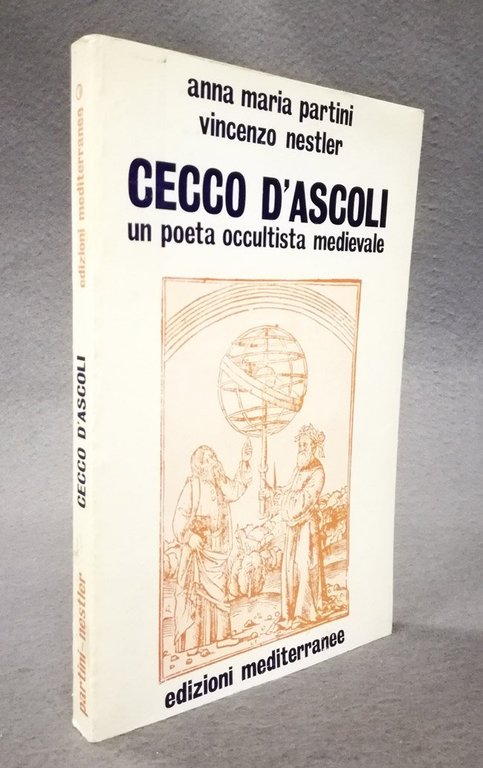 anna maria partini
vincenzo nestler
CECCO D'ASCOLI
un poeta occultista medievale
edizioni mediterranee
partini-nestler
CECCO D'ASCOLI
edizioni mediterranee